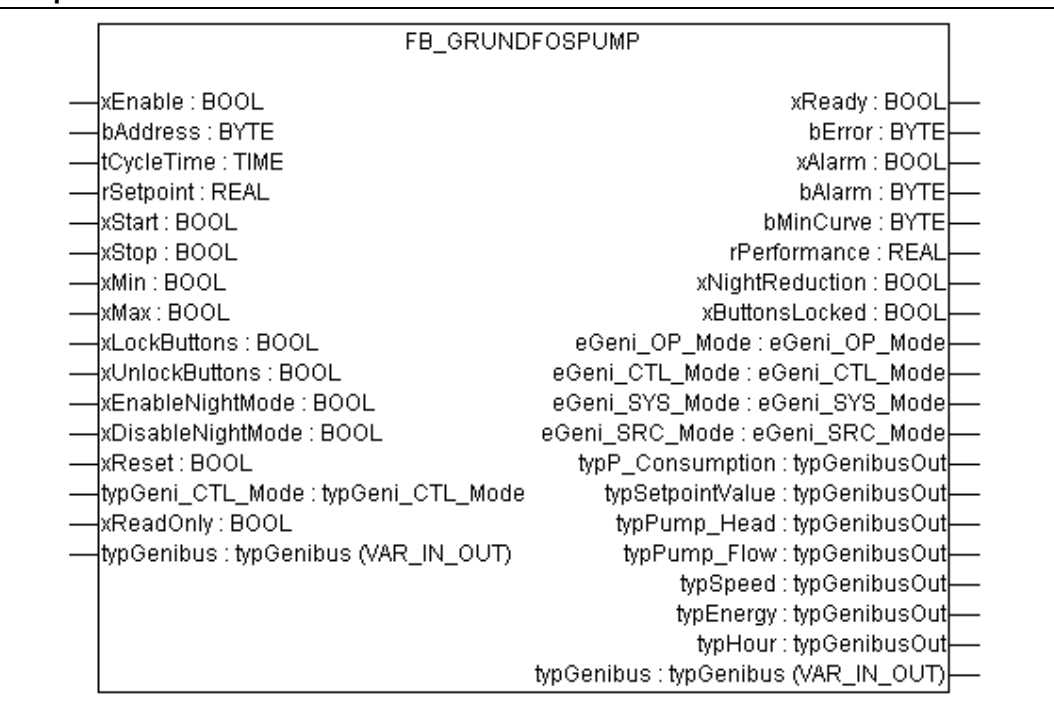 FB_GRUNDFOSPUMP
xEnable : BOOL xReady : BOOL
bAddress : BYTE bError : BYTE
tCycleTime : TIME xAlarm : BOOL
rSetpoint : REAL bAlarm : BYTE
xStart : BOOL bMinCurve : BYTE
xStop : BOOL rPerformance : REAL
xMin : BOOL xNightReduction : BOOL
xMax : BOOL xButtonsLocked : BOOL
xLockButtons : BOOL eGeni_OP_Mode : eGeni_OP_Mode
xUnlockButtons : BOOL eGeni_CTL_Mode : eGeni_CTL_Mode
xEnableNightMode : BOOL eGeni_SYS_Mode : eGeni_SYS_Mode
xDisableNightMode : BOOL eGeni_SRC_Mode : eGeni_SRC_Mode
xReset : BOOL typP_Consumption : typGenibusOut
typGeni_CTL_Mode : typGeni_CTL_Mode typSetpointValue : typGenibusOut
xReadOnly : BOOL typPump_Head : typGenibusOut
typGenibus : typGenibus (VAR_IN_OUT) typPump_Flow : typGenibusOut
typSpeed : typGenibusOut
typEnergy : typGenibusOut
typHour : typGenibusOut
typGenibus : typGenibus (VAR_IN_OUT)